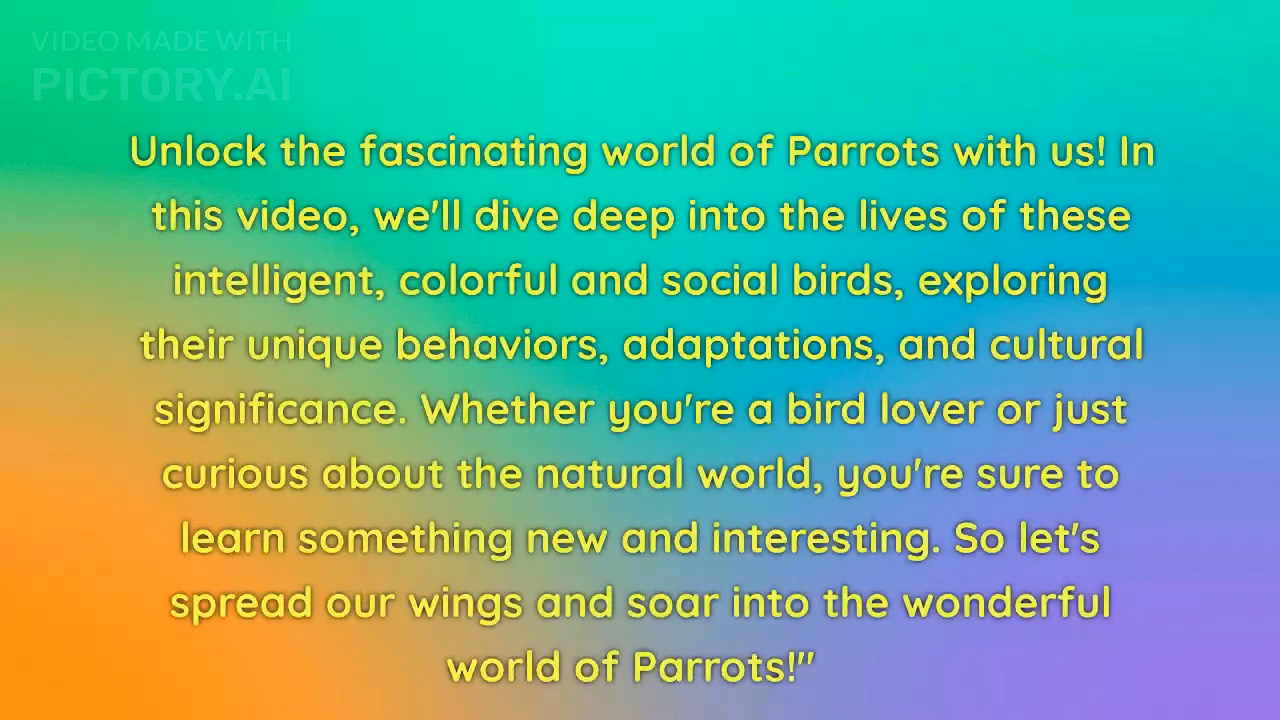 VIDEO MADE WITH
PICTORY.AI
Unlock the fascinating world of Parrots with us! In
this video, we'll dive deep into the lives of these
intelligent, colorful and social birds, exploring
their unique behaviors, adaptations, and cultural
significance. Whether you're a bird lover or just
curious about the natural world, you're sure to
learn something new and interesting. So let's
spread our wings and soar into the wonderful
world of Parrots!"